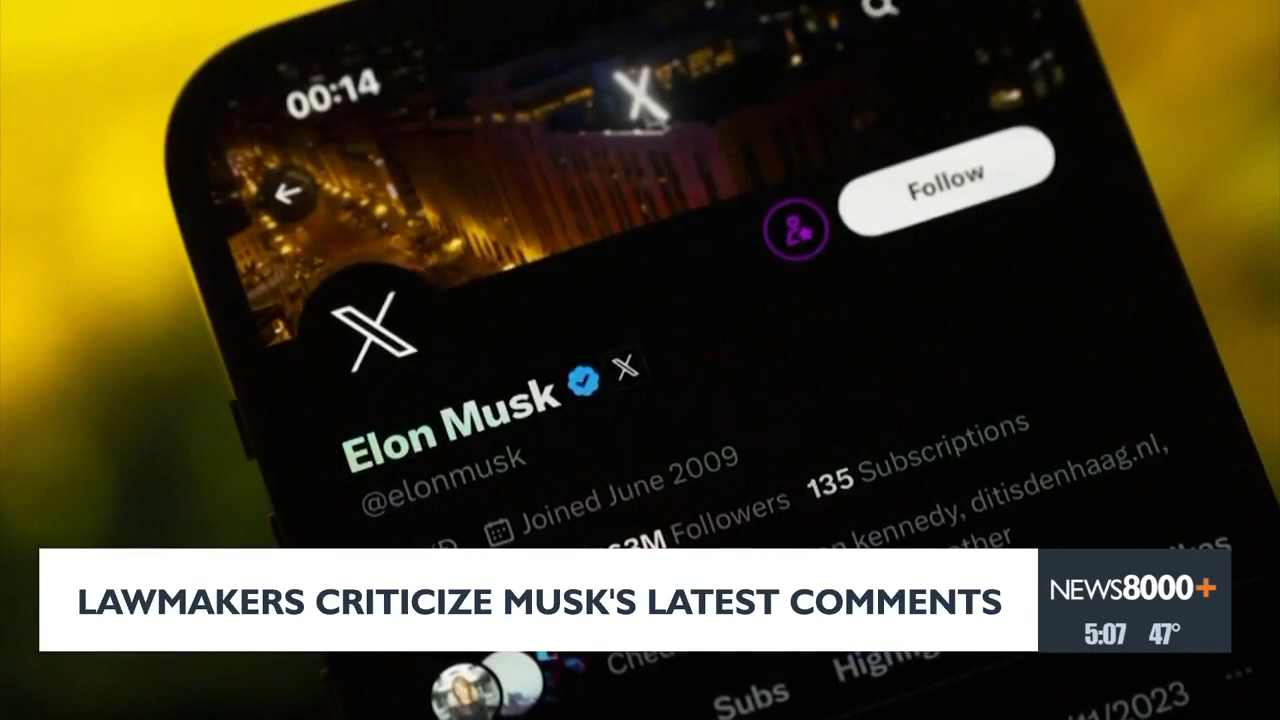 00:14
X
Follow
X
Elon Musk
@elonmusk
Joined June 2009
Followers 135 Subscriptions
kennedy, ditisdenhaag.nl,
LAWMAKERS CRITICIZE MUSK'S LATEST COMMENTS
NEWS8000+
5:07 47°
Subs